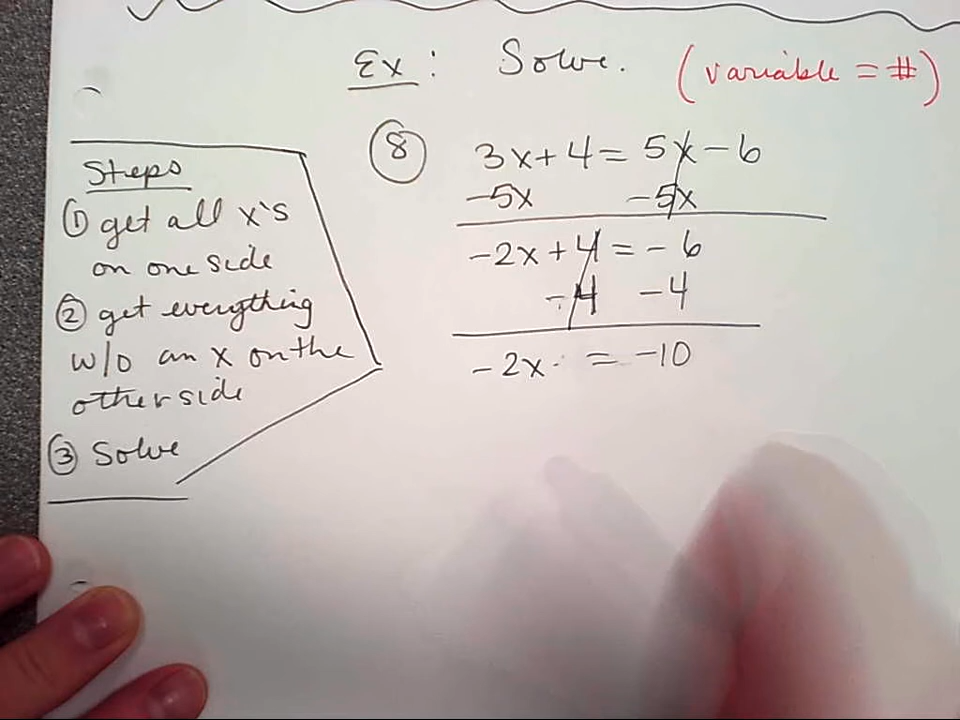 Ex: Solve. (variable = #)
Steps
① get all x's
on one side
② get everything
w/o an x on the
other side
③ Solve
⑧ 3x+4=5x-6
-5x -5x
-2x+4=-6
-4 -4
-2x = -10